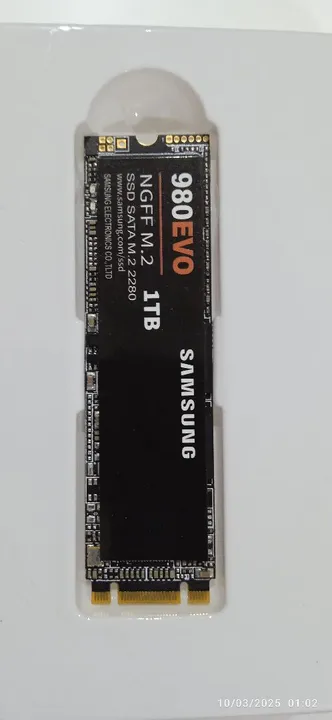 980EVO
NGFF M.2
SSD SATA M.2 2280
www.samsung.com/ssd
SAMSUNG ELECTRONICS CO.,TLTD
1TB
SAMSUNG
10/03/2025 01:02